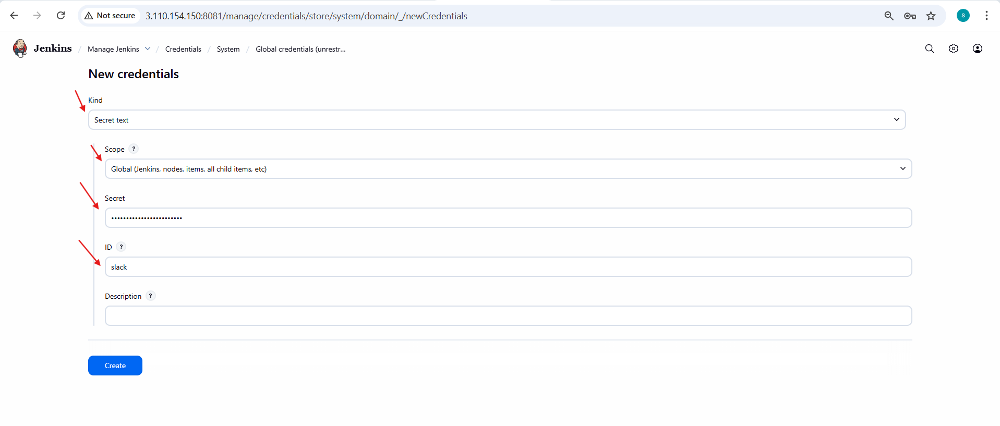 Not secure 3.110.154.150:8081/manage/credentials/store/system/domain/_/newCredentials s
Jenkins / Manage Jenkins / Credentials / System / Global credentials (unrestr...
New credentials
Kind
Secret text
Scope ?
Global (Jenkins, nodes, items, all child items, etc)
Secret
••••••••••••••••••••••••
ID ?
slack
Description ?
Create